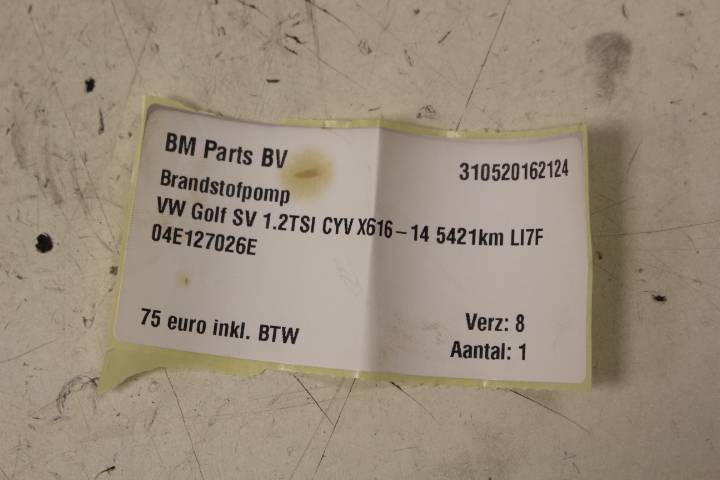 BM Parts BV
310520162124
Brandstofpomp
VW Golf SV 1.2TSI CYV X616-14 5421km LI7F
04E127026E
75 euro inkl. BTW
Verz: 8
Aantal: 1